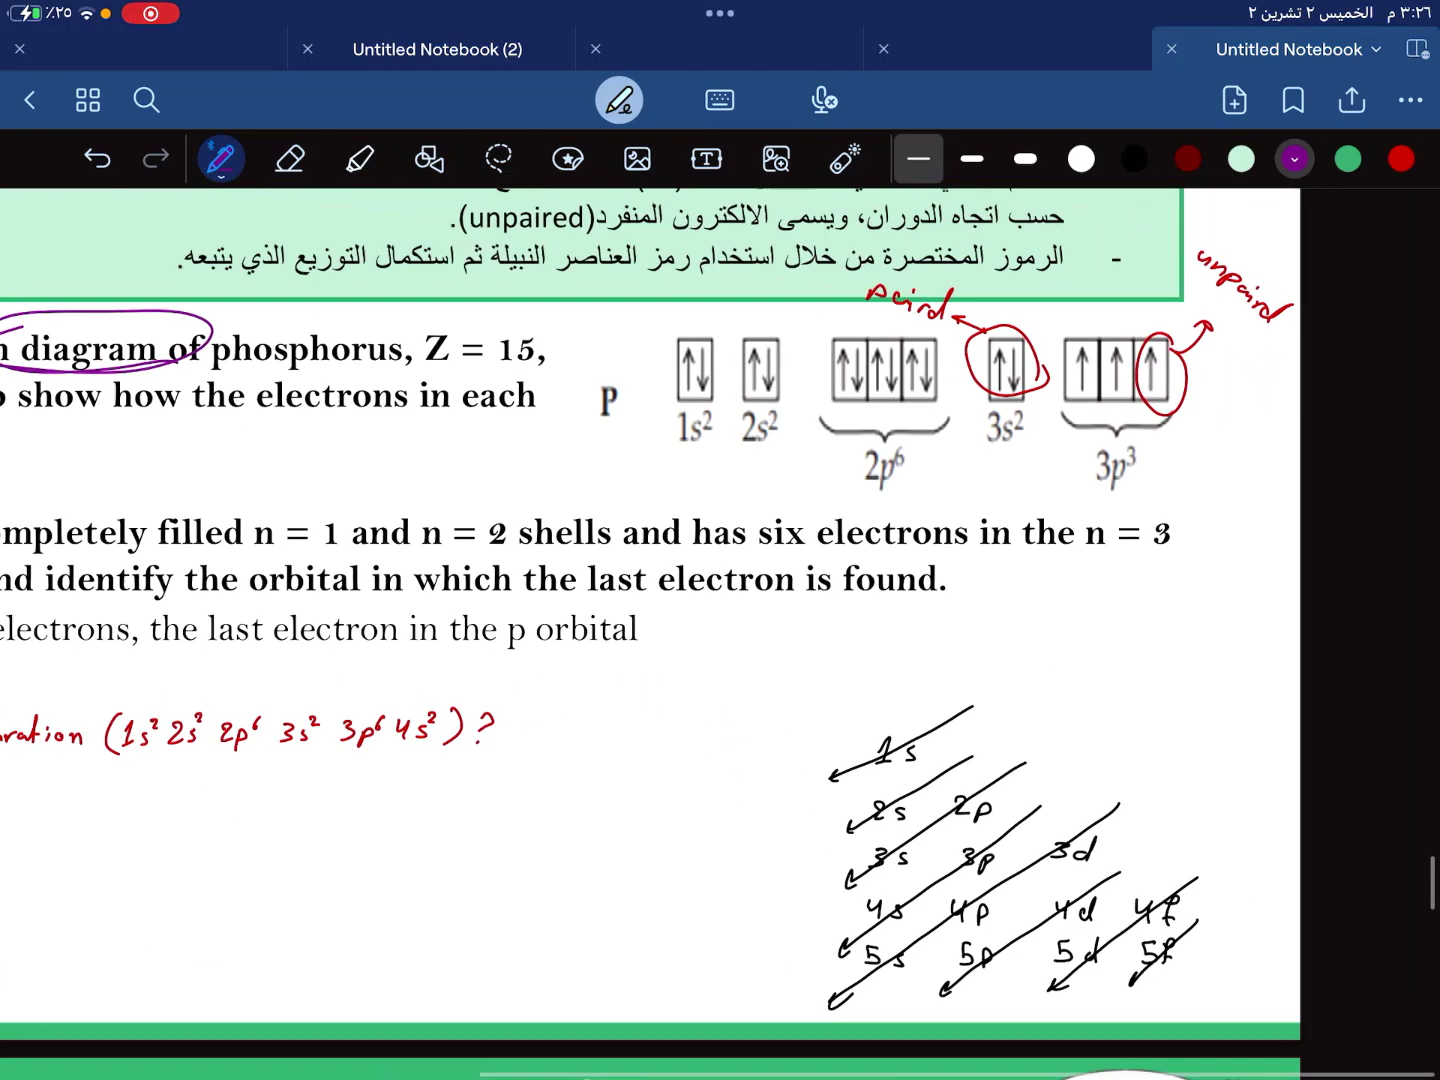 ٪٢٥
٣:٢٦ م الخميس ٢ تشرين ٢
Untitled Notebook (2)
Untitled Notebook
حسب اتجاه الدوران، ويسمى الالكترون المنفرد(unpaired).
- الرموز المختصرة من خلال استخدام رمز العناصر النبيلة ثم استكمال التوزيع الذي يتبعه.
paird
unpaird
n diagram of phosphorus, Z = 15,
o show how the electrons in each
P
1s² 2s² 2p⁶ 3s² 3p³
ompletely filled n = 1 and n = 2 shells and has six electrons in the n = 3
nd identify the orbital in which the last electron is found.
electrons, the last electron in the p orbital
uration (1s² 2s² 2p⁶ 3s² 3p⁶ 4s²)?
1s
2s 2p
3s 3p 3d
4s 4p 4d 4f
5s 5p 5d 5f